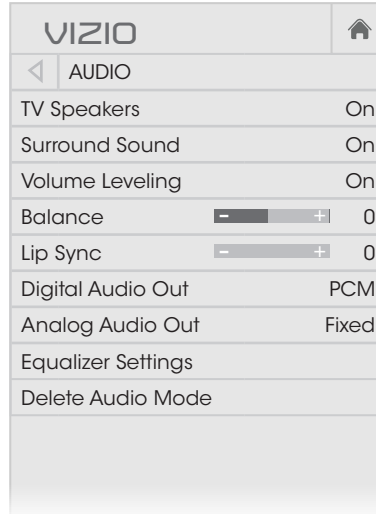 VIZIO
AUDIO
TV Speakers On
Surround Sound On
Volume Leveling On
Balance - + 0
Lip Sync - + 0
Digital Audio Out PCM
Analog Audio Out Fixed
Equalizer Settings
Delete Audio Mode